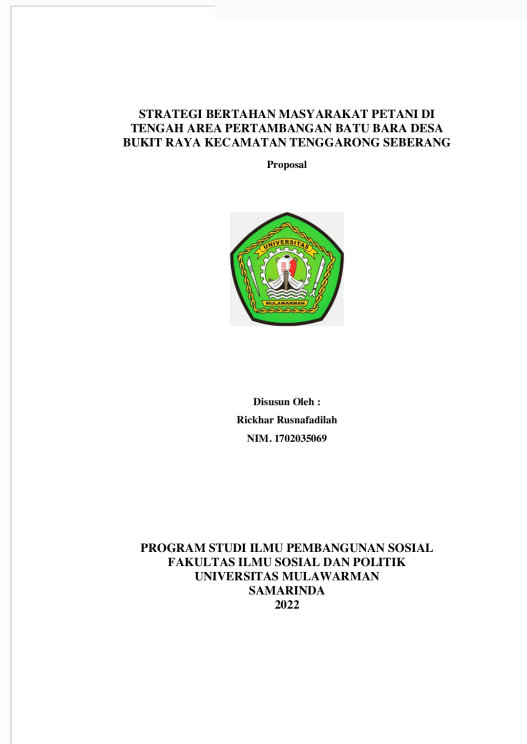 STRATEGI BERTAHAN MASYARAKAT PETANI DI
TENGAH AREA PERTAMBANGAN BATU BARA DESA
BUKIT RAYA KECAMATAN TENGGARONG SEBERANG
Proposal
UNIVERSITAS
MULAWARMAN
Disusun Oleh :
Rickhar Rusnafadilah
NIM. 1702035069
PROGRAM STUDI ILMU PEMBANGUNAN SOSIAL
FAKULTAS ILMU SOSIAL DAN POLITIK
UNIVERSITAS MULAWARMAN
SAMARINDA
2022